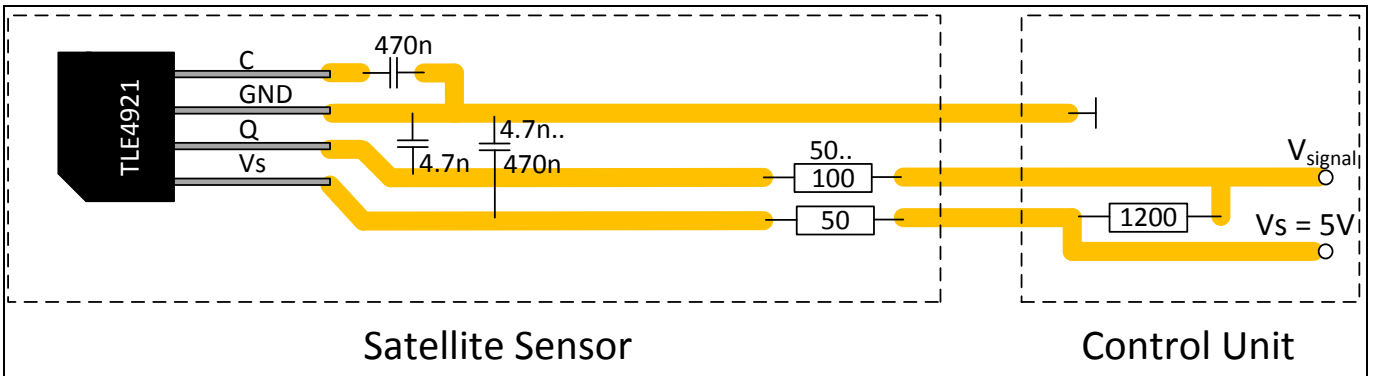 TLE4921
C
470n
GND
Q
4.7n
4.7n..
470n
Vs
50..
100
50
1200
Vsignal
Vs = 5V
Satellite Sensor
Control Unit